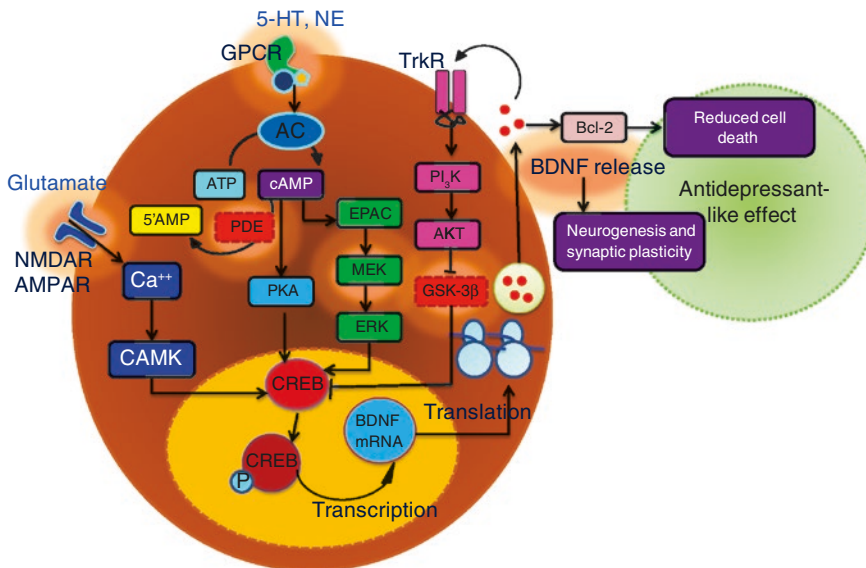 5-HT, NE
GPCR
TrkR
AC
Bcl-2
Reduced cell
death
BDNF release
Antidepressant-
like effect
Neurogenesis and
synaptic plasticity
Glutamate
ATP
cAMP
PI₃K
5'AMP
PDE
EPAC
AKT
NMDAR
AMPAR
Ca⁺⁺
PKA
MEK
GSK-3β
ERK
CAMK
CREB
BDNF
mRNA
Translation
CREB
P
Transcription